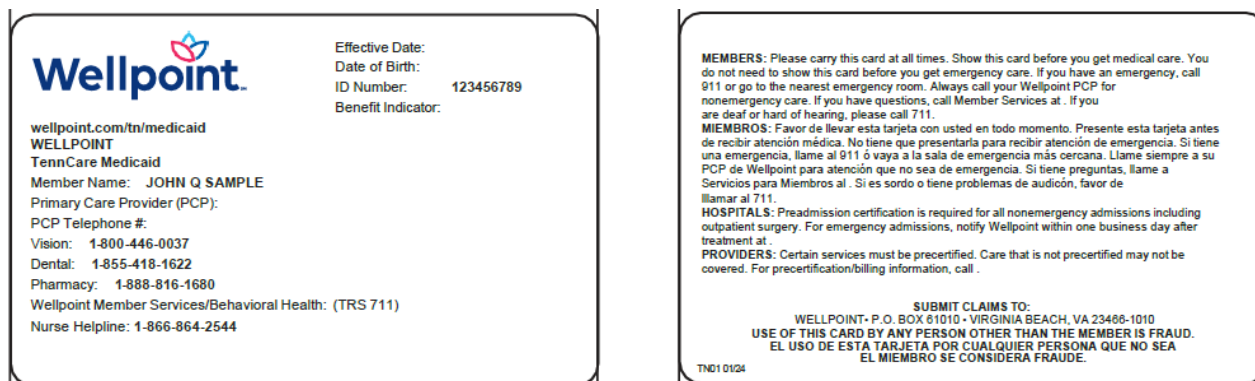 Wellpoint
Effective Date:
Date of Birth:
ID Number: 123456789
Benefit Indicator:
wellpoint.com/tn/medicaid
WELLPOINT
TennCare Medicaid
Member Name: JOHN Q SAMPLE
Primary Care Provider (PCP):
PCP Telephone #:
Vision: 1-800-446-0037
Dental: 1-855-418-1622
Pharmacy: 1-888-816-1680
Wellpoint Member Services/Behavioral Health: (TRS 711)
Nurse Helpline: 1-866-864-2544
MEMBERS: Please carry this card at all times. Show this card before you get medical care. You
do not need to show this card before you get emergency care. If you have an emergency, call
911 or go to the nearest emergency room. Always call your Wellpoint PCP for
nonemergency care. If you have questions, call Member Services at . If you
are deaf or hard of hearing, please call 711.
MIEMBROS: Favor de llevar esta tarjeta con usted en todo momento. Presente esta tarjeta antes
de recibir atención médica. No tiene que presentarla para recibir atención de emergencia. Si tiene
una emergencia, llame al 911 ó vaya a la sala de emergencia más cercana. Llame siempre a su
PCP de Wellpoint para atención que no sea de emergencia. Si tiene preguntas, llame a
Servicios para Miembros al . Si es sordo o tiene problemas de audicón, favor de
lllamar al 711.
HOSPITALS: Preadmission certification is required for all nonemergency admissions including
outpatient surgery. For emergency admissions, notify Wellpoint within one business day after
treatment at .
PROVIDERS: Certain services must be precertified. Care that is not precertified may not be
covered. For precertification/billing information, call .
SUBMIT CLAIMS TO:
WELLPOINT• P.O. BOX 61010 • VIRGINIA BEACH, VA 23466-1010
USE OF THIS CARD BY ANY PERSON OTHER THAN THE MEMBER IS FRAUD.
EL USO DE ESTA TARJETA POR CUALQUIER PERSONA QUE NO SEA
EL MIEMBRO SE CONSIDERA FRAUDE.
TN01 01/24